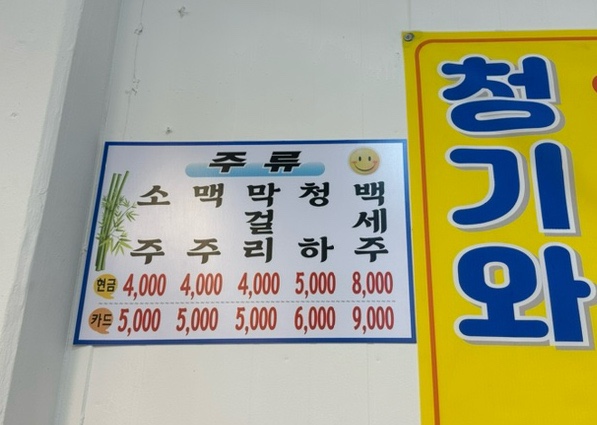 주류
소주 맥주 막걸리 청하 백세주
현금 4,000 4,000 4,000 5,000 8,000
카드 5,000 5,000 5,000 6,000 9,000
청기와